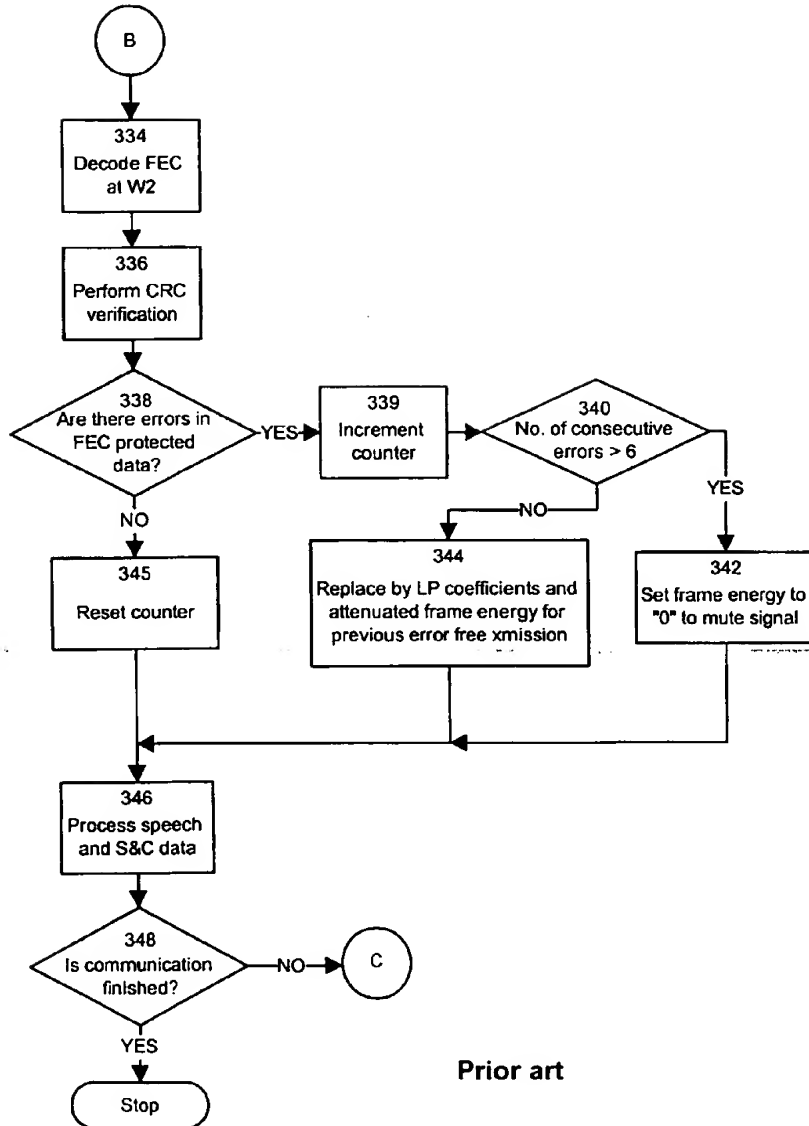 B
334
Decode FEC
at W2
336
Perform CRC
verification
338
Are there errors in
FEC protected
data?
YES
339
Increment
counter
340
No. of consecutive
errors > 6
YES
NO
NO
345
Reset counter
344
Replace by LP coefficients and
attenuated frame energy for
previous error free xmission
342
Set frame energy to
"0" to mute signal
346
Process speech
and S&C data
348
Is communication
finished?
NO
C
YES
Stop
Prior art